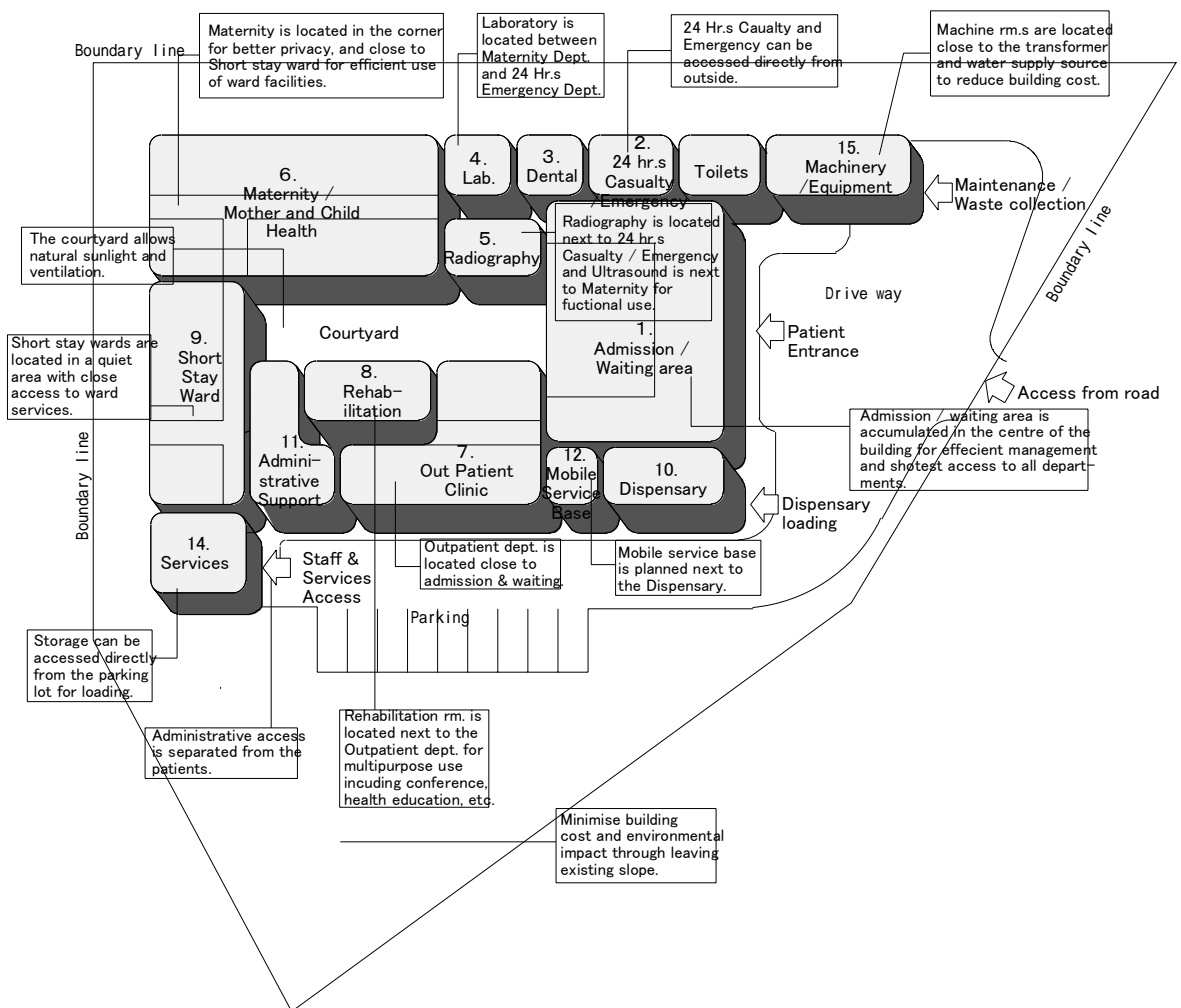 Maternity is located in the corner
for better privacy, and close to
Short stay ward for efficient use
of ward facilities.
Laboratory is
located between
Maternity Dept.
and 24 Hr.s
Emergency Dept.
24 Hr.s Caualty and
Emergency can be
accessed directly from
outside.
Machine rm.s are located
close to the transformer
and water supply source
to reduce building cost.
Boundary line
6.
Maternity /
Mother and Child
Health
4.
Lab.
3.
Dental
2.
24 hr.s
Casualty
/Emergency
Toilets
15.
Machinery
/Equipment
Maintenance /
Waste collection
Boundary line
The courtyard allows
natural sunlight and
ventilation.
5.
Radiography
Radiography is located
next to 24 hr.s
Casualty / Emergency
and Ultrasound is next
to Maternity for
fuctional use.
Drive way
Courtyard
1.
Admission /
Waiting area
Patient
Entrance
Short stay wards are
located in a quiet
area with close
access to ward
services.
9.
Short
Stay
Ward
8.
Rehab-
ilitation
Access from road
Admission / waiting area is
accumulated in the centre of the
building for effecient management
and shotest access to all depart-
ments.
Boundary line
11.
Admini-
strative
Support
7.
Out Patient
Clinic
12.
Mobile
Service
Base
10.
Dispensary
Dispensary
loading
14.
Services
Staff &
Services
Access
Outpatient dept. is
located close to
admission & waiting.
Mobile service base
is planned next to
the Dispensary.
Parking
Storage can be
accessed directly
from the parking
lot for loading.
Administrative access
is separated from the
patients.
Rehabilitation rm. is
located next to the
Outpatient dept. for
multipurpose use
incuding conference,
health education, etc.
Minimise building
cost and environmental
impact through leaving
existing slope.